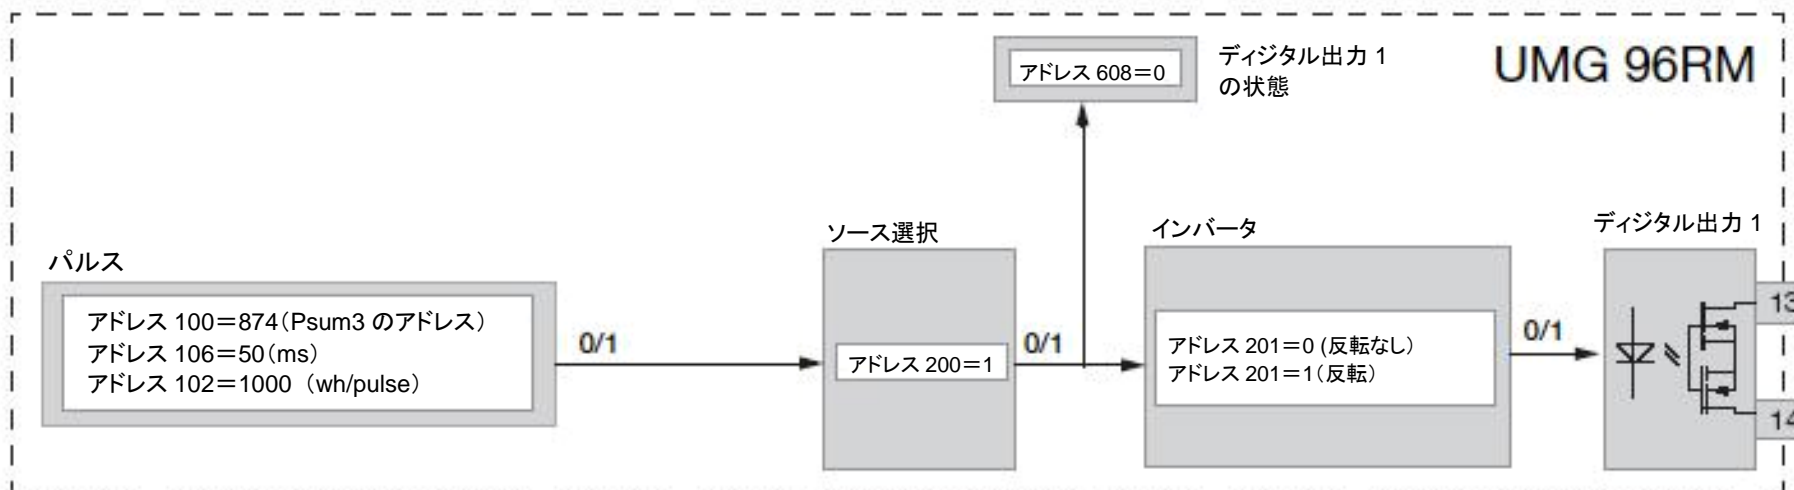 アドレス 608＝0
ディジタル出力 1
の状態
UMG 96RM
パルス
アドレス 100＝874（Psum3 のアドレス）
アドレス 106＝50（ms）
アドレス 102＝1000 （wh/pulse）
0/1
ソース選択
アドレス 200＝1
0/1
インバータ
アドレス 201＝0 (反転なし）
アドレス 201＝1（反転）
0/1
ディジタル出力 1
13
14